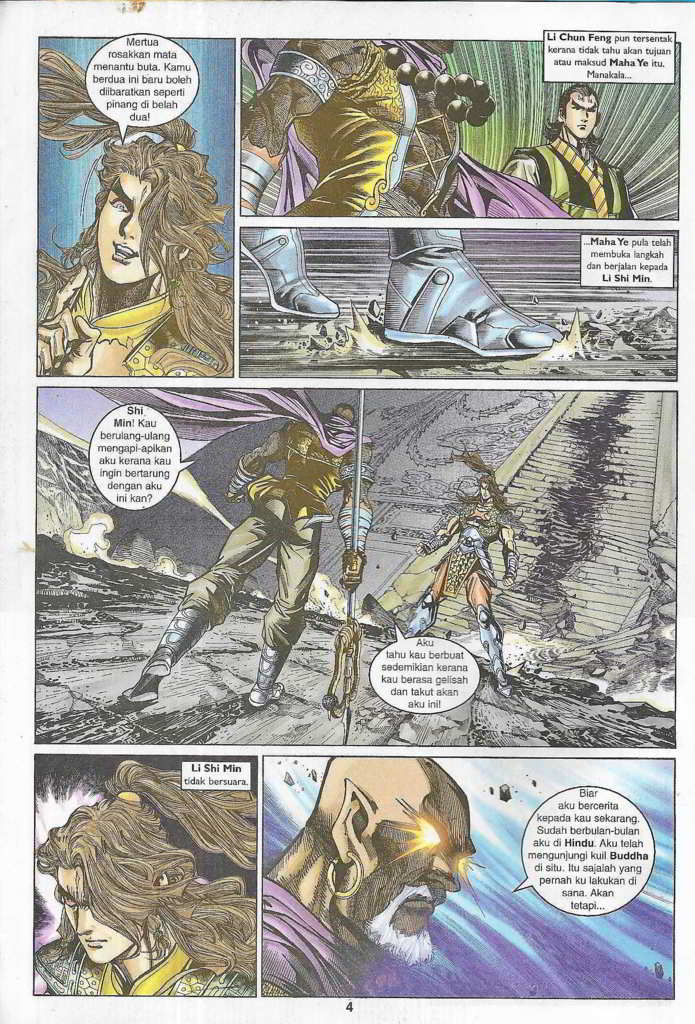 Mertua
rosakkan mata
menantu buta. Kamu
berdua ini baru boleh
diibaratkan seperti
pinang di belah
dua!
Li Chun Feng pun tersentak
kerana tidak tahu akan tujuan
atau maksud Maha Ye itu.
Manakala...
...Maha Ye pula telah
membuka langkah
dan berjalan kepada
Li Shi Min.
Shi
Min! Kau
berulang-ulang
mengapi-apikan
aku kerana kau
ingin bertarung
dengan aku
ini kan?
Aku
tahu kau berbuat
sedemikian kerana
kau berasa gelisah
dan takut akan
aku ini!
Li Shi Min
tidak bersuara.
Biar
aku bercerita
kepada kau sekarang.
Sudah berbulan-bulan
aku di Hindu. Aku telah
mengunjungi kuil Buddha
di situ. Itu sajalah yang
pernah ku lakukan di
sana. Akan
tetapi...
4